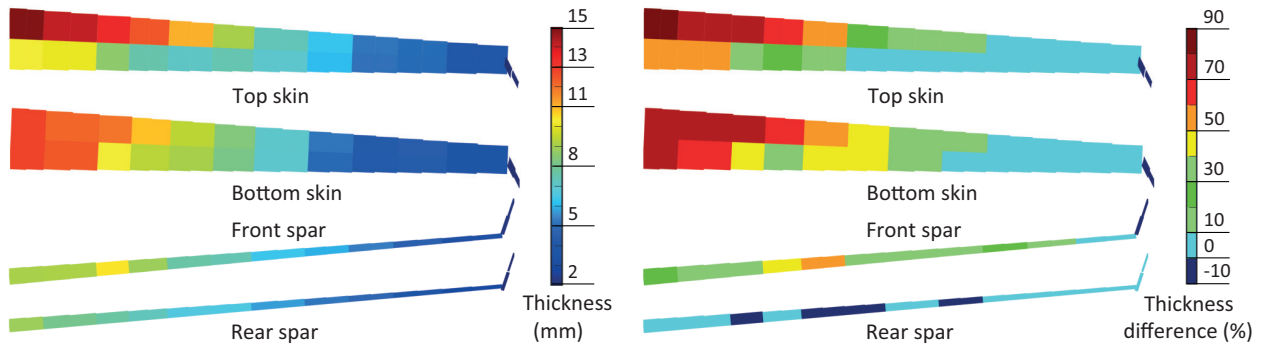 Top skin
Bottom skin
Front spar
Rear spar
15
13
11
8
5
2
Thickness
(mm)
Top skin
Bottom skin
Front spar
Rear spar
90
70
50
30
10
0
-10
Thickness
difference (%)